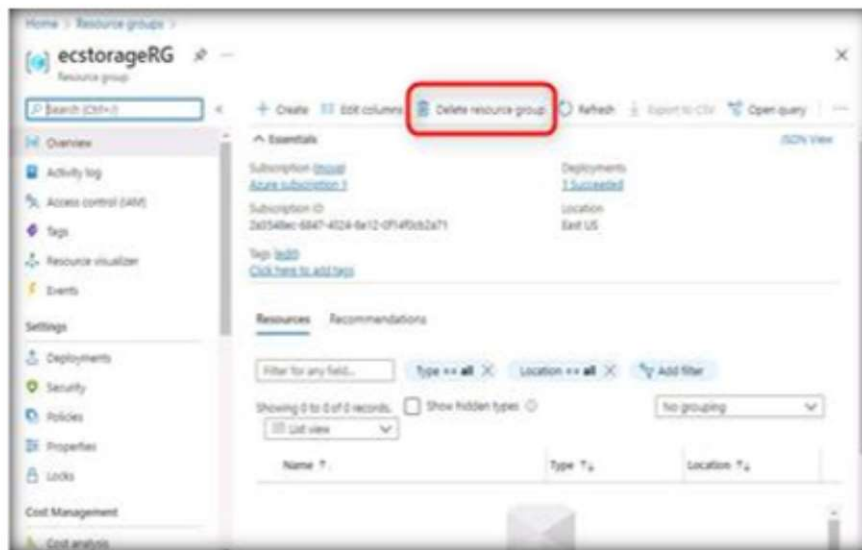 Home > Resource groups >
ecstorageRG
Resource group
Search (Ctrl+/)
Create Edit columns Delete resource group Refresh Export to CSV Open query
Overview
Activity log
Access control (IAM)
Tags
Resource visualizer
Events
Settings
Deployments
Security
Policies
Properties
Locks
Cost Management
Cost analysis
Essentials
JSON View
Subscription (move)
Azure subscription 1
Subscription ID
Tags (edit)
Click here to add tags
Deployments
1 Succeeded
Location
East US
Resources Recommendations
Filter for any field...
Type == all
Location == all
Add filter
Showing 0 to 0 of 0 records.
Show hidden types
No grouping
List view
Name
Type
Location